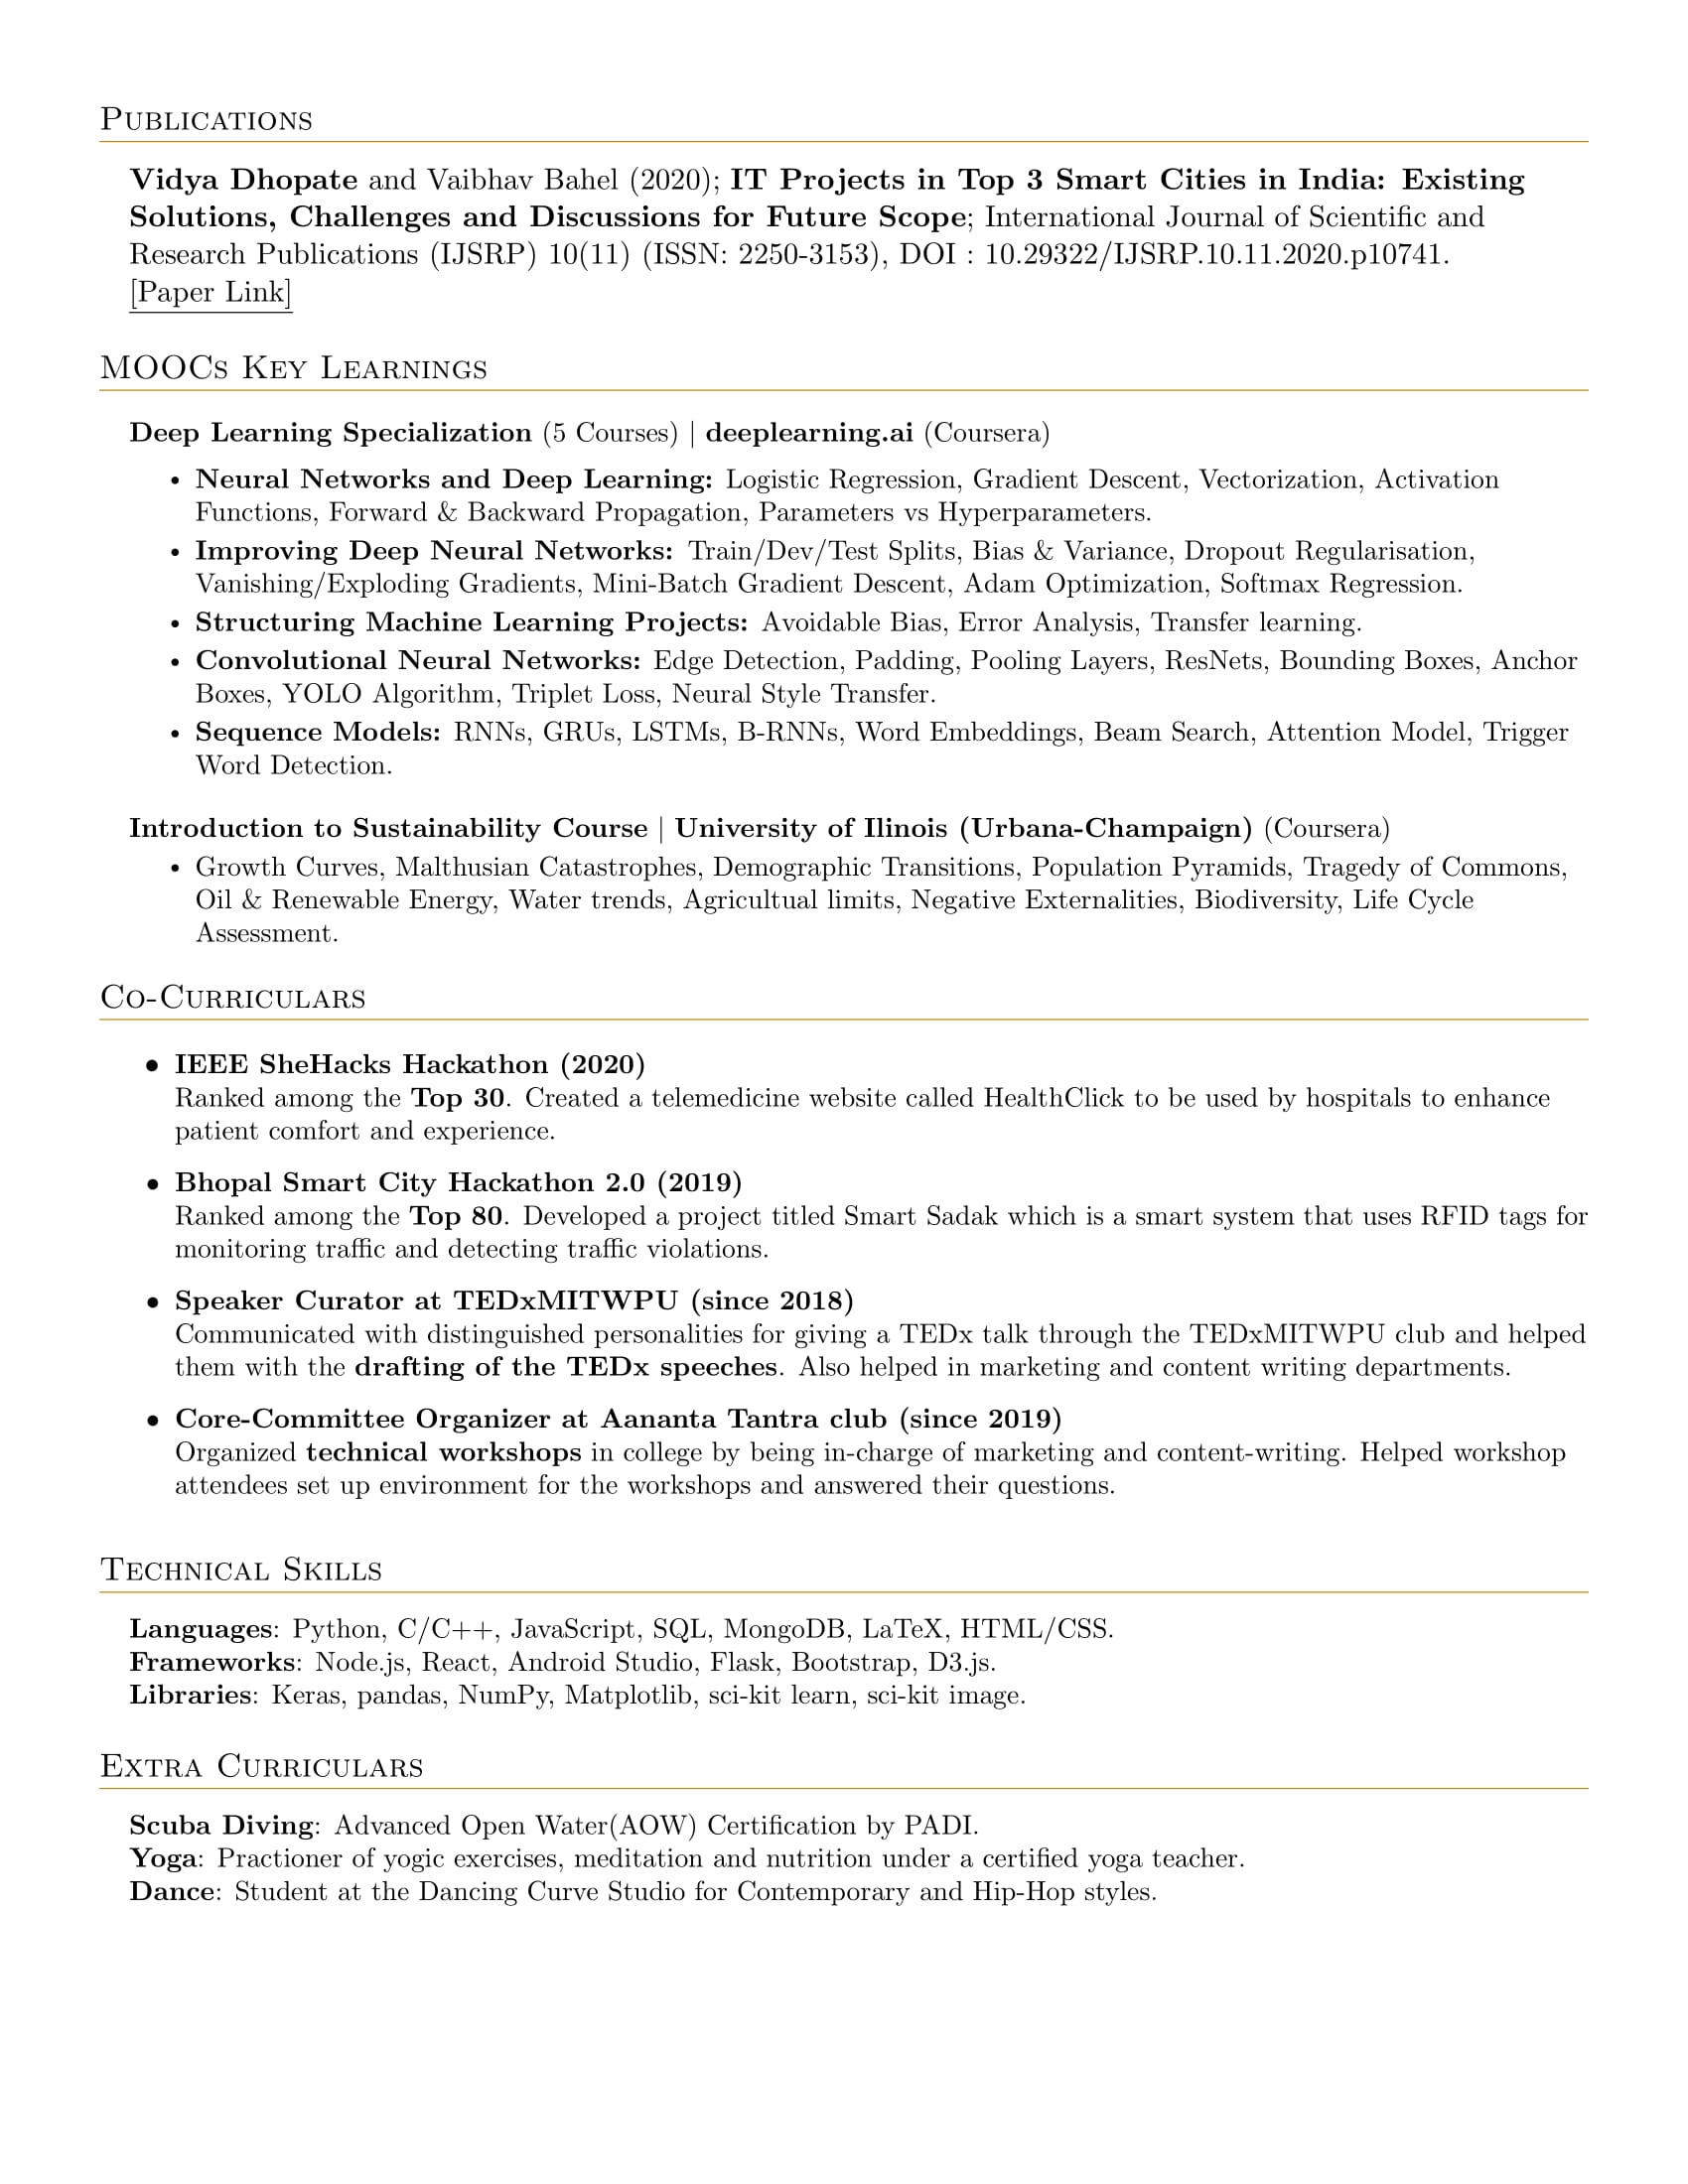 Publications
Vidya Dhopate and Vaibhav Bahel (2020); IT Projects in Top 3 Smart Cities in India: Existing
Solutions, Challenges and Discussions for Future Scope; International Journal of Scientific and
Research Publications (IJSRP) 10(11) (ISSN: 2250-3153), DOI : 10.29322/IJSRP.10.11.2020.p10741.
[Paper Link]
MOOCs Key Learnings
Deep Learning Specialization (5 Courses) | deeplearning.ai (Coursera)
• Neural Networks and Deep Learning: Logistic Regression, Gradient Descent, Vectorization, Activation
Functions, Forward & Backward Propagation, Parameters vs Hyperparameters.
• Improving Deep Neural Networks: Train/Dev/Test Splits, Bias & Variance, Dropout Regularisation,
Vanishing/Exploding Gradients, Mini-Batch Gradient Descent, Adam Optimization, Softmax Regression.
• Structuring Machine Learning Projects: Avoidable Bias, Error Analysis, Transfer learning.
• Convolutional Neural Networks: Edge Detection, Padding, Pooling Layers, ResNets, Bounding Boxes, Anchor
Boxes, YOLO Algorithm, Triplet Loss, Neural Style Transfer.
• Sequence Models: RNNs, GRUs, LSTMs, B-RNNs, Word Embeddings, Beam Search, Attention Model, Trigger
Word Detection.
Introduction to Sustainability Course | University of Ilinois (Urbana-Champaign) (Coursera)
• Growth Curves, Malthusian Catastrophes, Demographic Transitions, Population Pyramids, Tragedy of Commons,
Oil & Renewable Energy, Water trends, Agricultual limits, Negative Externalities, Biodiversity, Life Cycle
Assessment.
Co-Curriculars
• IEEE SheHacks Hackathon (2020)
Ranked among the Top 30. Created a telemedicine website called HealthClick to be used by hospitals to enhance
patient comfort and experience.
• Bhopal Smart City Hackathon 2.0 (2019)
Ranked among the Top 80. Developed a project titled Smart Sadak which is a smart system that uses RFID tags for
monitoring traffic and detecting traffic violations.
• Speaker Curator at TEDxMITWPU (since 2018)
Communicated with distinguished personalities for giving a TEDx talk through the TEDxMITWPU club and helped
them with the drafting of the TEDx speeches. Also helped in marketing and content writing departments.
• Core-Committee Organizer at Aananta Tantra club (since 2019)
Organized technical workshops in college by being in-charge of marketing and content-writing. Helped workshop
attendees set up environment for the workshops and answered their questions.
Technical Skills
Languages: Python, C/C++, JavaScript, SQL, MongoDB, LaTeX, HTML/CSS.
Frameworks: Node.js, React, Android Studio, Flask, Bootstrap, D3.js.
Libraries: Keras, pandas, NumPy, Matplotlib, sci-kit learn, sci-kit image.
Extra Curriculars
Scuba Diving: Advanced Open Water(AOW) Certification by PADI.
Yoga: Practioner of yogic exercises, meditation and nutrition under a certified yoga teacher.
Dance: Student at the Dancing Curve Studio for Contemporary and Hip-Hop styles.